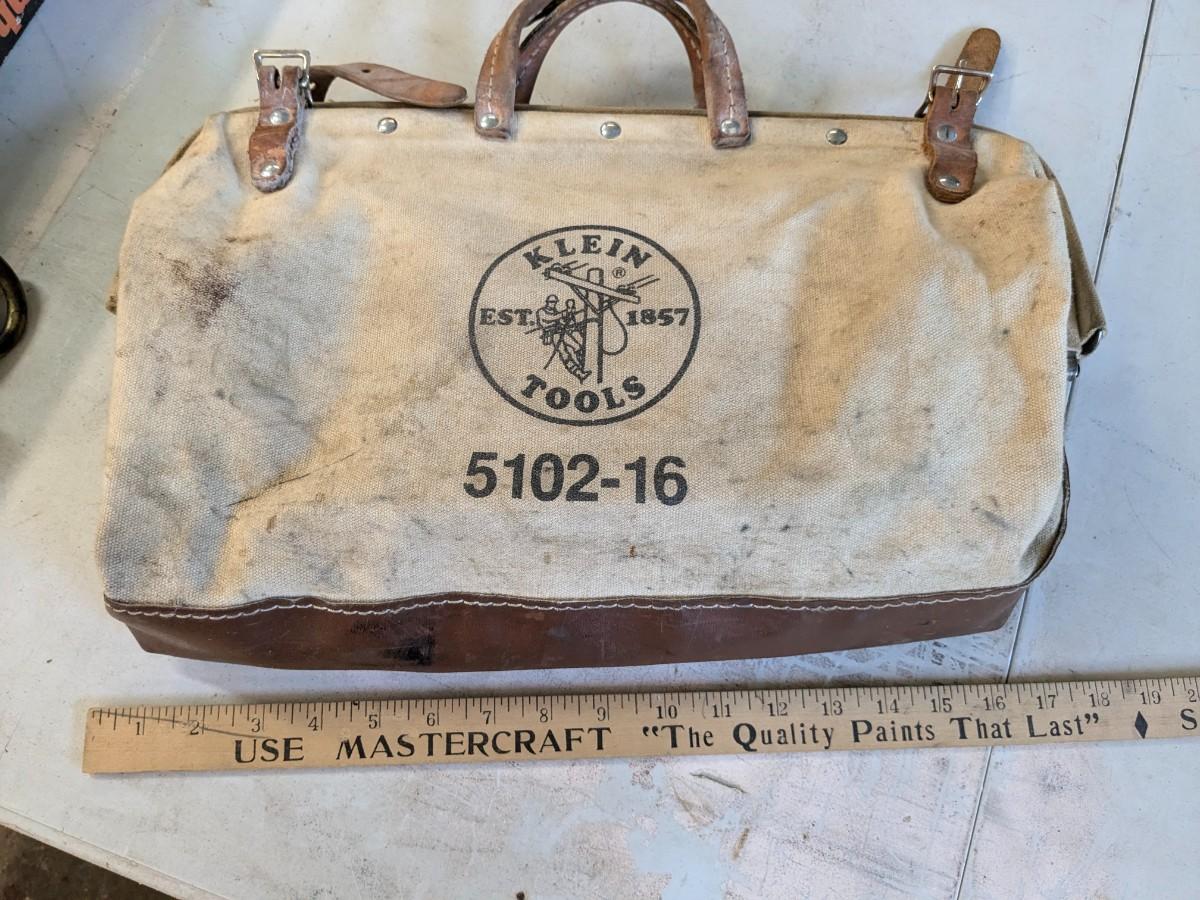 KLEIN
®
EST. 1857
TOOLS
5102-16
1 2 3 4 5 6 7 8 9 10 11 12 13 14 15 16 17 18 19
USE MASTERCRAFT "The Quality Paints That Last" ♦ S